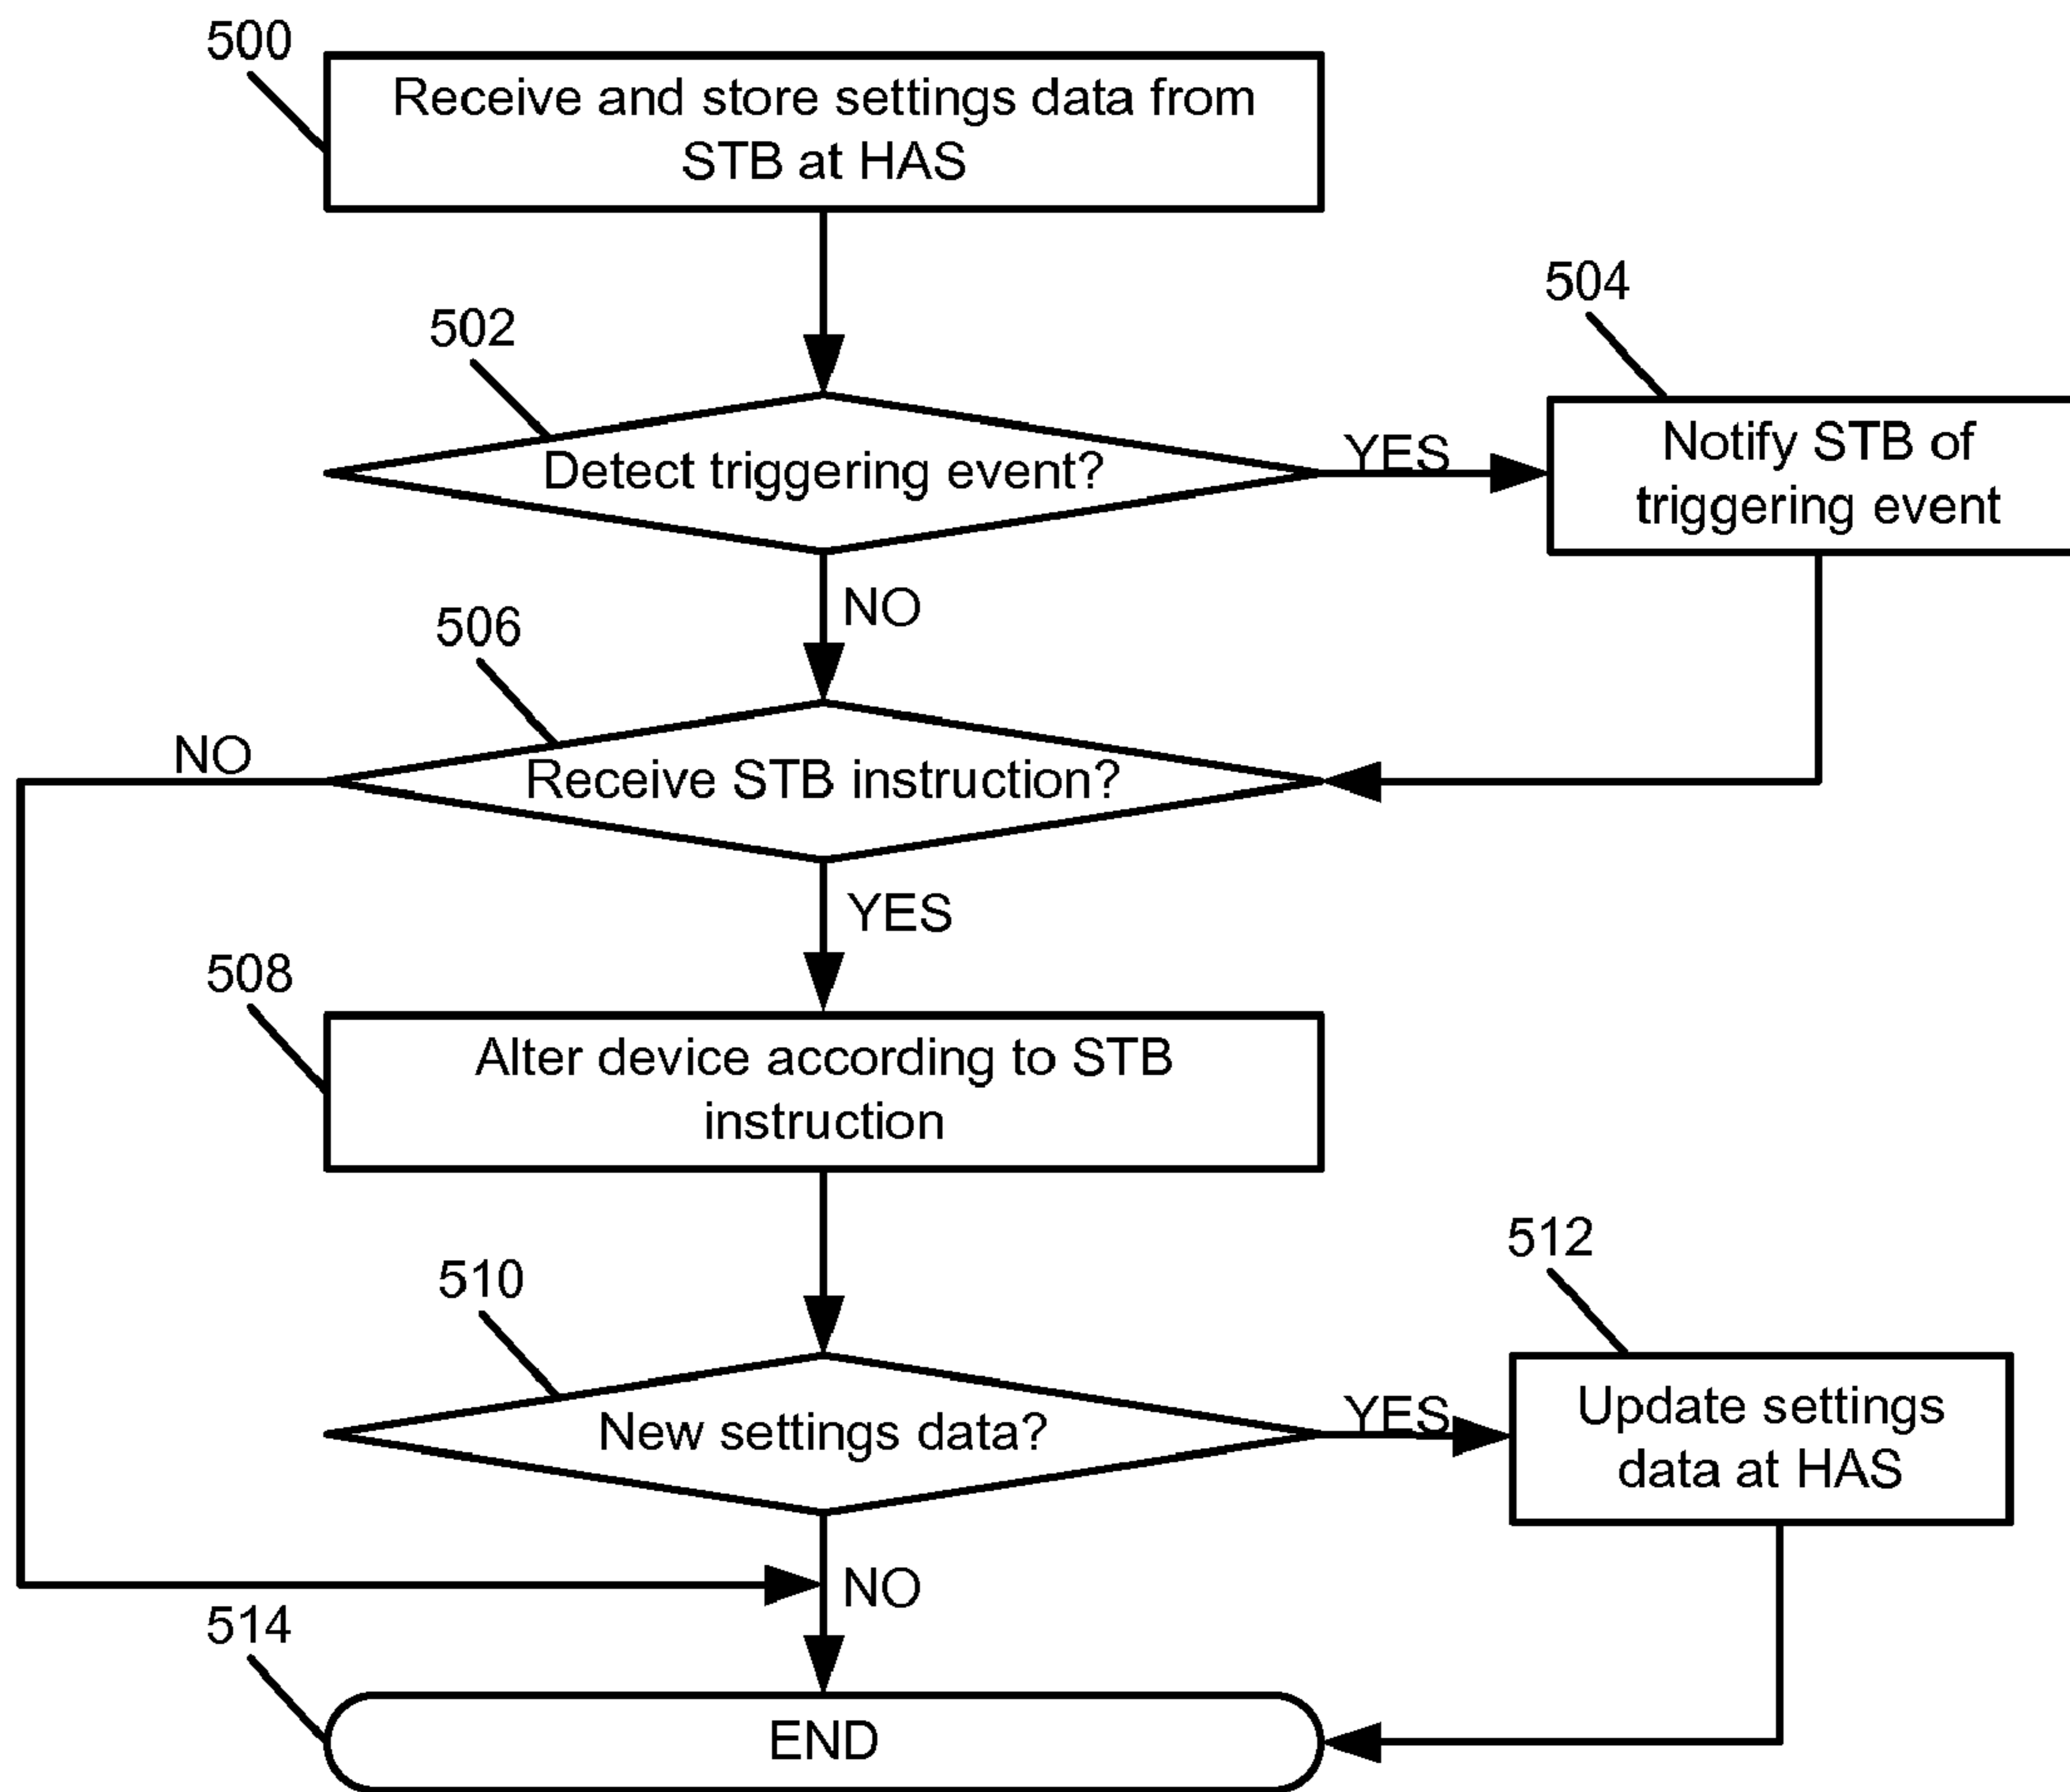 500
Receive and store settings data from
STB at HAS
502
Detect triggering event?
YES
504
Notify STB of
triggering event
NO
506
Receive STB instruction?
NO
YES
508
Alter device according to STB
instruction
510
New settings data?
YES
512
Update settings
data at HAS
NO
514
END